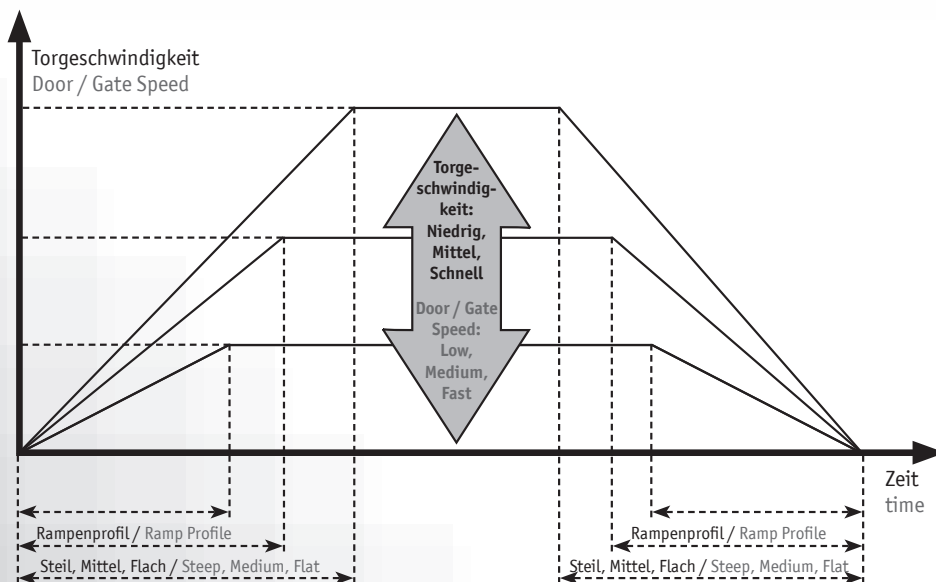 Torgeschwindigkeit
Door / Gate Speed
Torge-
schwindig-
keit:
Niedrig,
Mittel,
Schnell
Door / Gate
Speed:
Low,
Medium,
Fast
Zeit
time
Rampenprofil / Ramp Profile
Rampenprofil / Ramp Profile
Steil, Mittel, Flach / Steep, Medium, Flat
Steil, Mittel, Flach / Steep, Medium, Flat